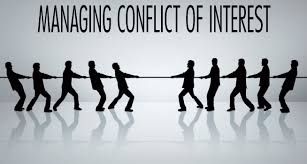 MANAGING CONFLICT OF INTEREST